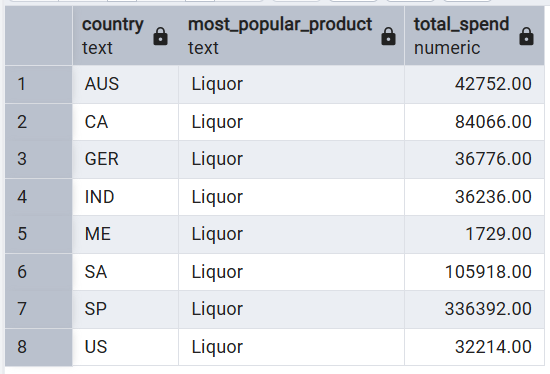 country most_popular_product total_spend
text text numeric
1 AUS Liquor 42752.00
2 CA Liquor 84066.00
3 GER Liquor 36776.00
4 IND Liquor 36236.00
5 ME Liquor 1729.00
6 SA Liquor 105918.00
7 SP Liquor 336392.00
8 US Liquor 32214.00